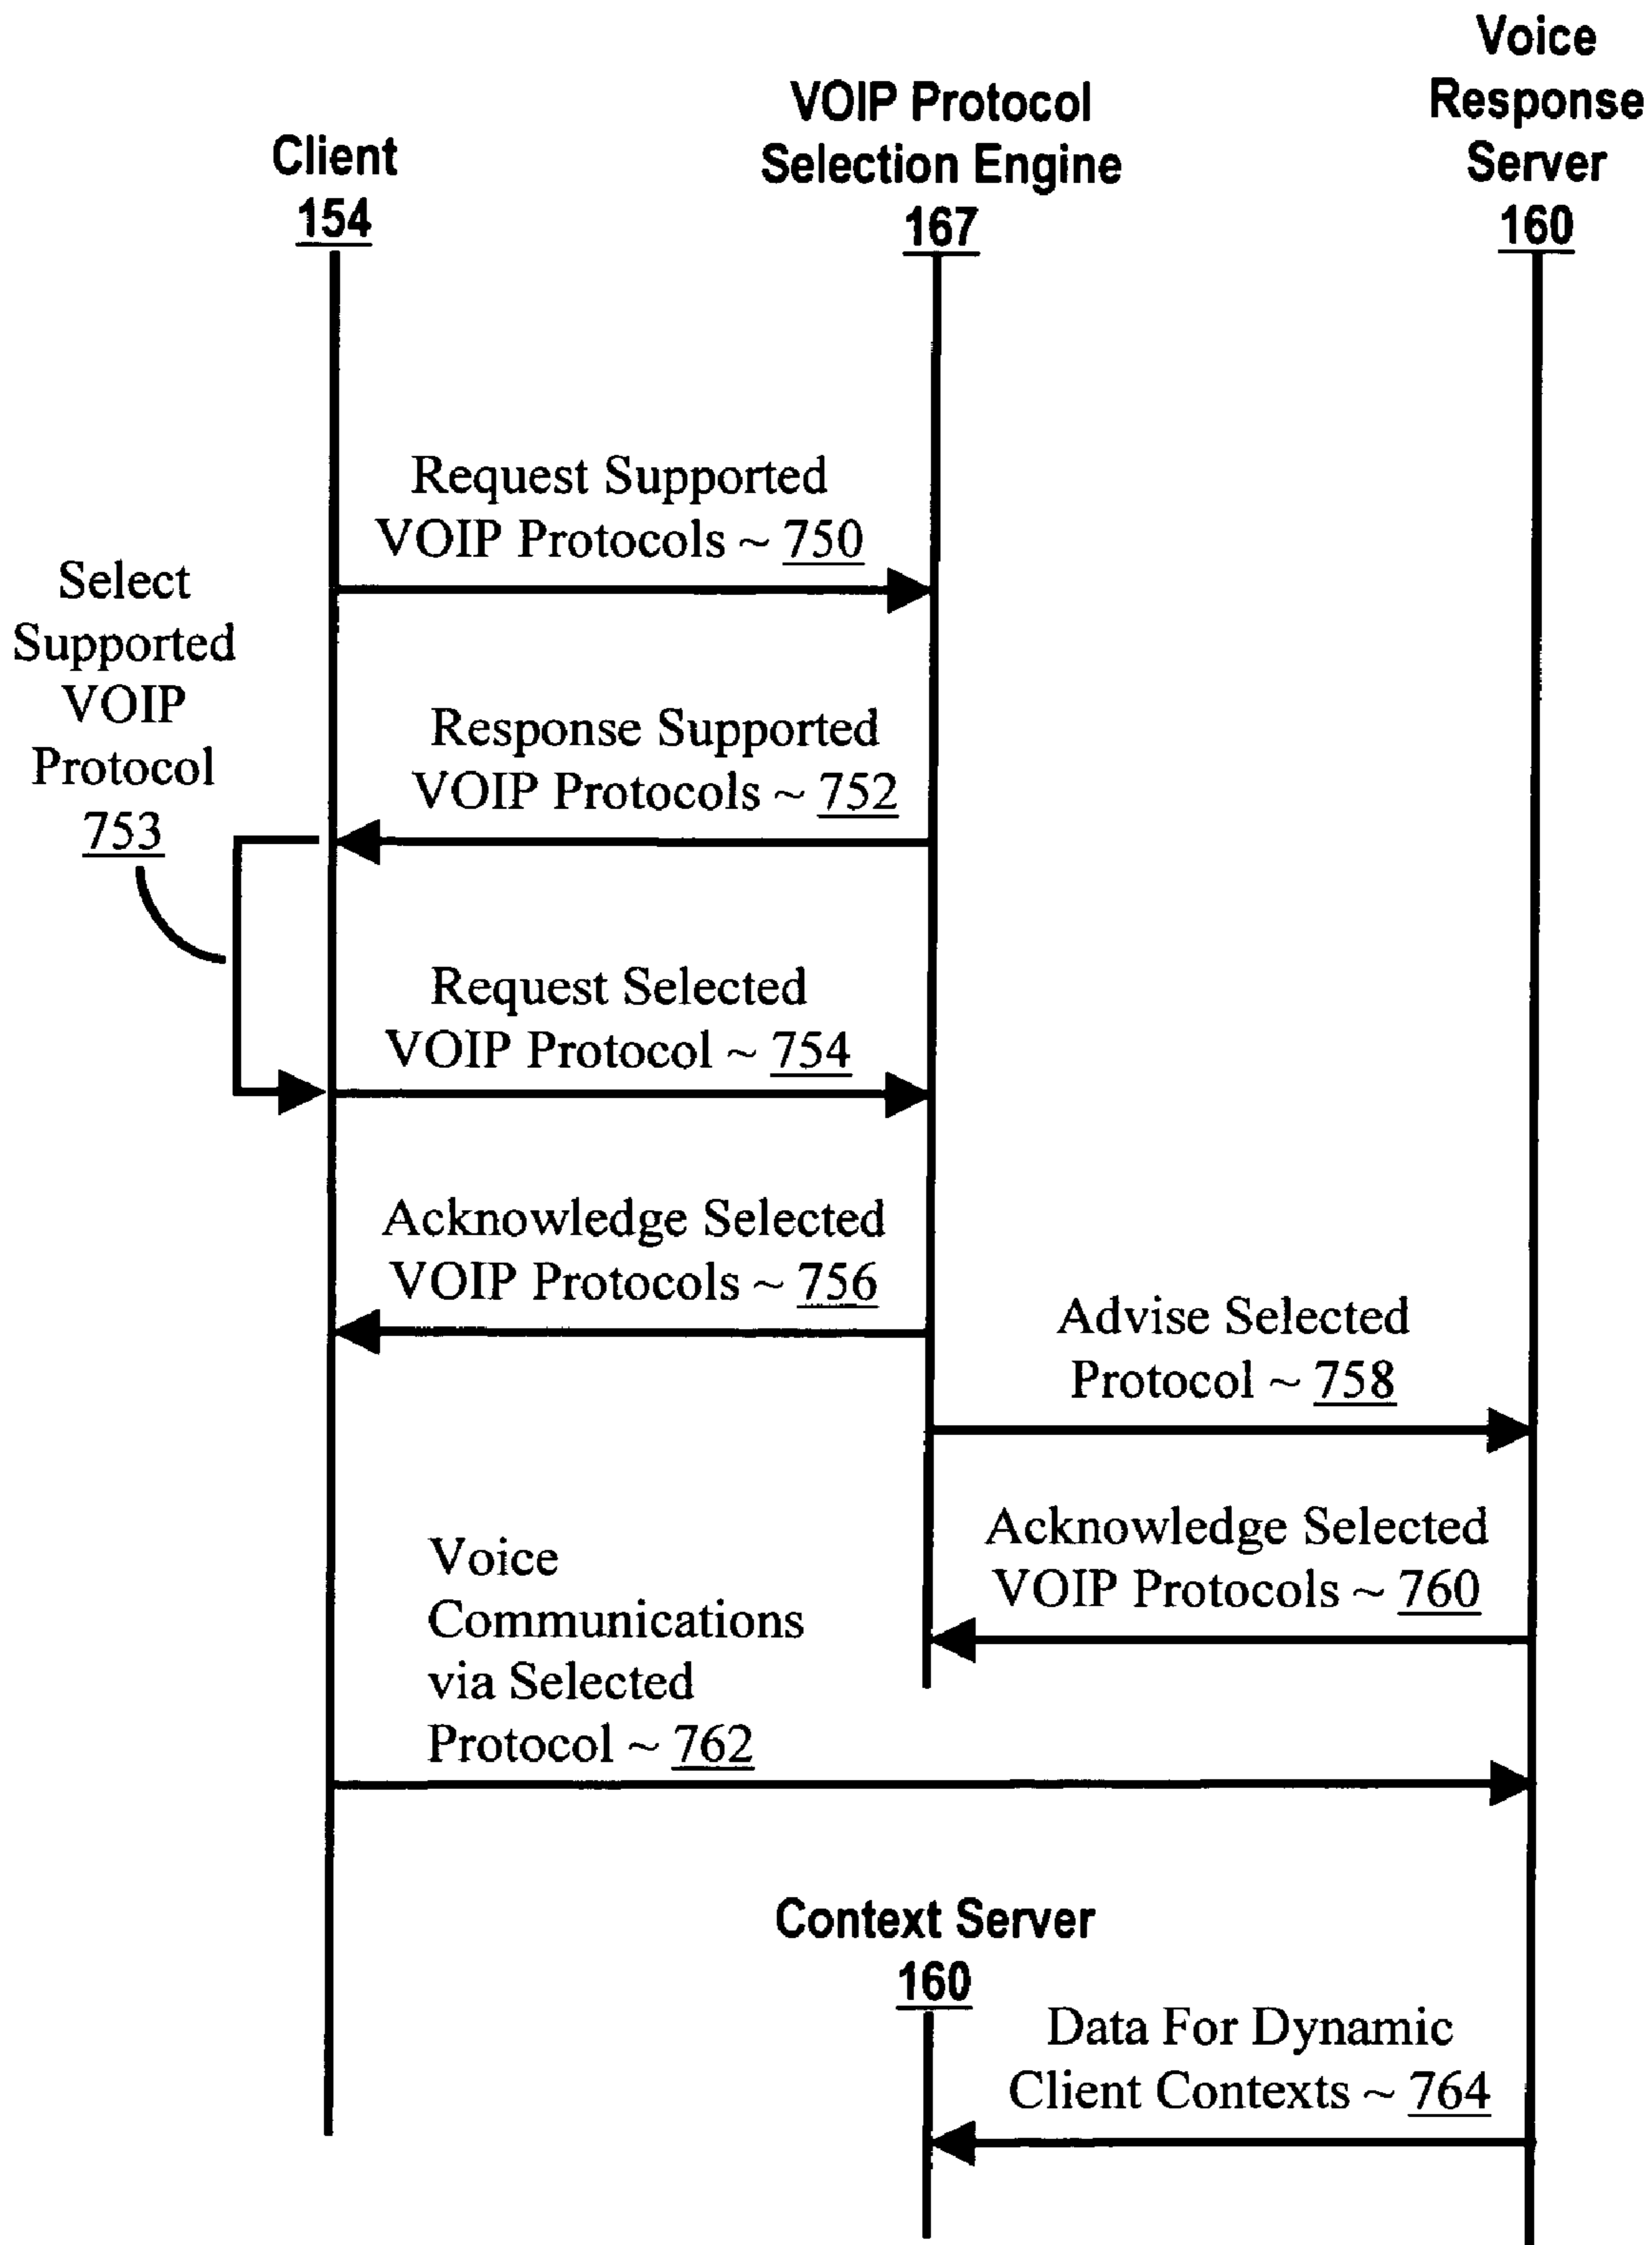 Voice
Response
Server
160
VOIP Protocol
Selection Engine
167
Client
154
Request Supported
VOIP Protocols ~ 750
Select
Supported
VOIP
Protocol
753
Response Supported
VOIP Protocols ~ 752
Request Selected
VOIP Protocol ~ 754
Acknowledge Selected
VOIP Protocols ~ 756
Advise Selected
Protocol ~ 758
Acknowledge Selected
VOIP Protocols ~ 760
Voice
Communications
via Selected
Protocol ~ 762
Context Server
160
Data For Dynamic
Client Contexts ~ 764